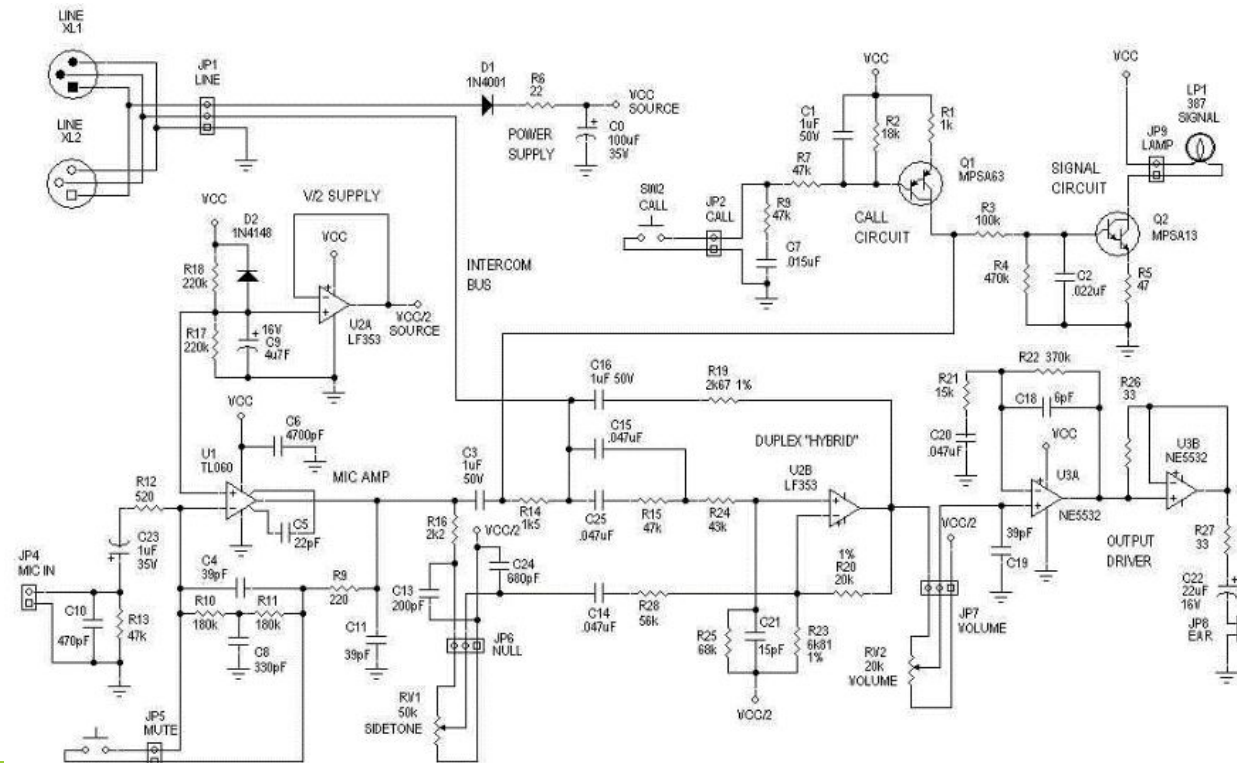 LINE
XL1
JP1
LINE
D1
1N4001
R6
22
VCC
SOURCE
POWER
SUPPLY
C0
100uF
35V
LINE
XL2
VCC
C1
1uF
50V
R2
18k
R1
1k
R7
47k
Q1
MPSA63
VCC
LP1
387
SIGNAL
JP9
LAMP
SIGNAL
CIRCUIT
SW2
CALL
JP2
CALL
R9
47k
C7
.015uF
CALL
CIRCUIT
R3
100k
Q2
MPSA13
R4
470k
C2
.022uF
R5
47
VCC
D2
1N4148
V/2 SUPPLY
VCC
R18
220k
R17
220k
16V
C9
4u7F
U2A
LF353
VCC/2
SOURCE
INTERCOM
BUS
C16
1uF 50V
R19
2k67 1%
C15
.047uF
DUPLEX "HYBRID"
R22 370k
R21
15k
C18
6pF
R26
33
C20
.047uF
VCC
U3A
NE5532
U3B
NE5532
VCC
C6
4700pF
U1
TL060
MIC AMP
C3
1uF
50V
R12
520
C5
22pF
R14
1k5
C25
.047uF
R15
47k
R24
43k
U2B
LF353
R16
2k2
VCC/2
C24
680pF
C23
1uF
35V
JP4
MIC IN
C4
39pF
R9
220
R10
180k
R11
180k
C10
470pF
R13
47k
C8
330pF
C11
39pF
C13
200pF
JP6
NULL
C14
.047uF
R28
56k
1%
R20
20k
R25
68k
C21
15pF
R23
6k81
1%
VCC/2
RV1
50k
SIDETONE
VCC/2
39pF
C19
JP7
VOLUME
RV2
20k
VOLUME
OUTPUT
DRIVER
R27
33
C22
22uF
16V
JP8
EAR
JP5
MUTE